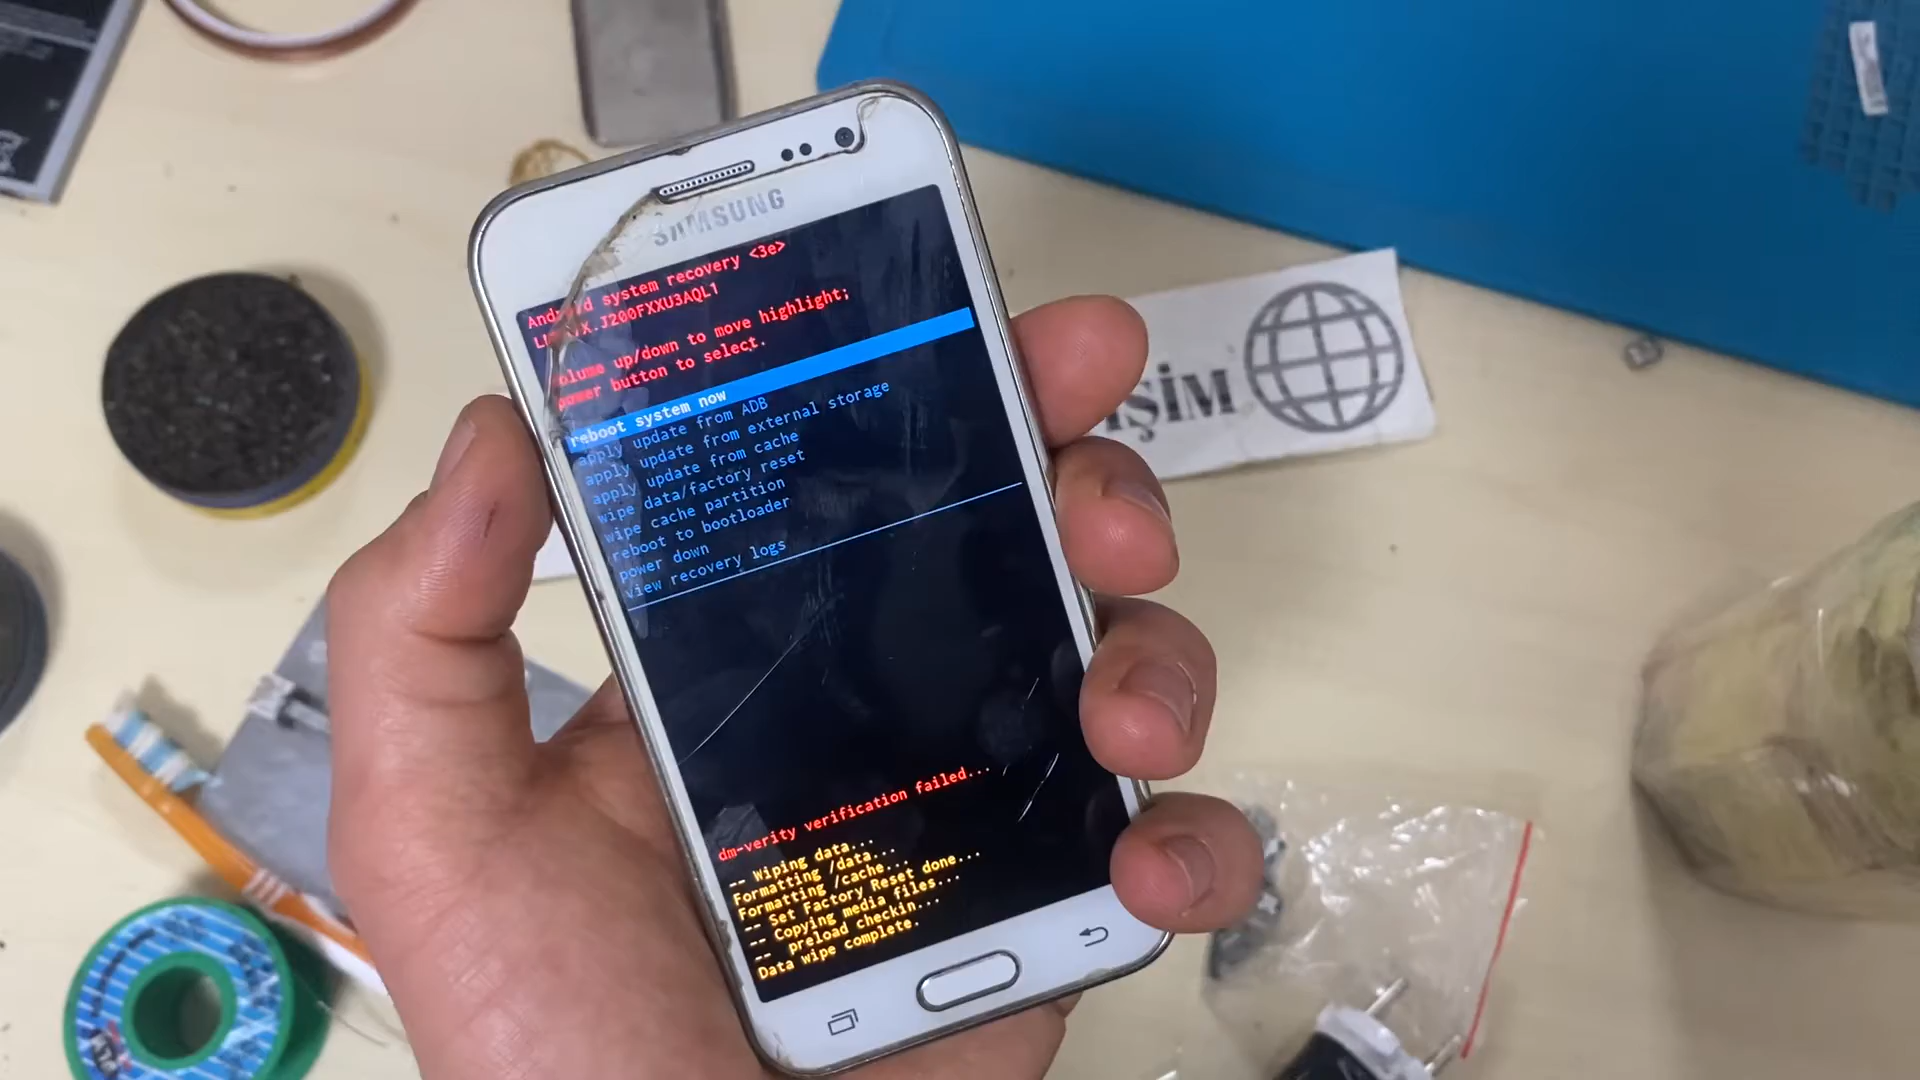 SAMSUNG
Android system recovery <3e>
X.J200FXXU3AQL1
Volume up/down to move highlight;
power button to select.
reboot system now
apply update from ADB
apply update from external storage
apply update from cache
wipe data/factory reset
wipe cache partition
reboot to bootloader
power down
view recovery logs
dm-verity verification failed...
-- Wiping data...
Formatting /data...
Formatting /cache...
-- Set Factory Reset done...
-- Copying media files...
-- preload checkin...
Data wipe complete.
İŞİM